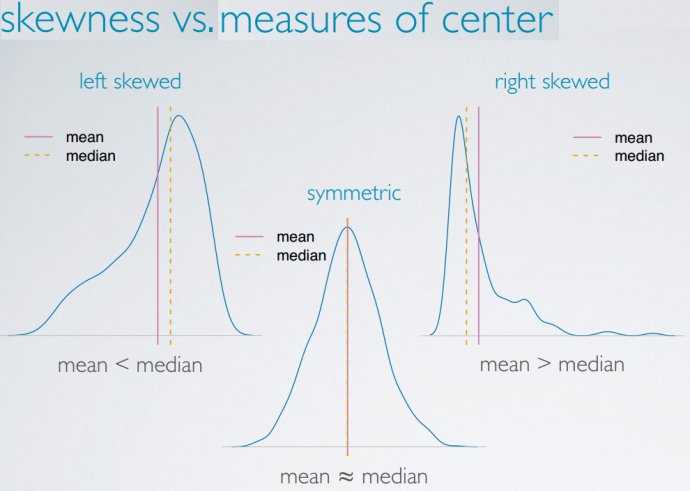 skewness vs. measures of center
left skewed
mean
median
mean < median
symmetric
mean
median
mean ≈ median
right skewed
mean
median
mean > median